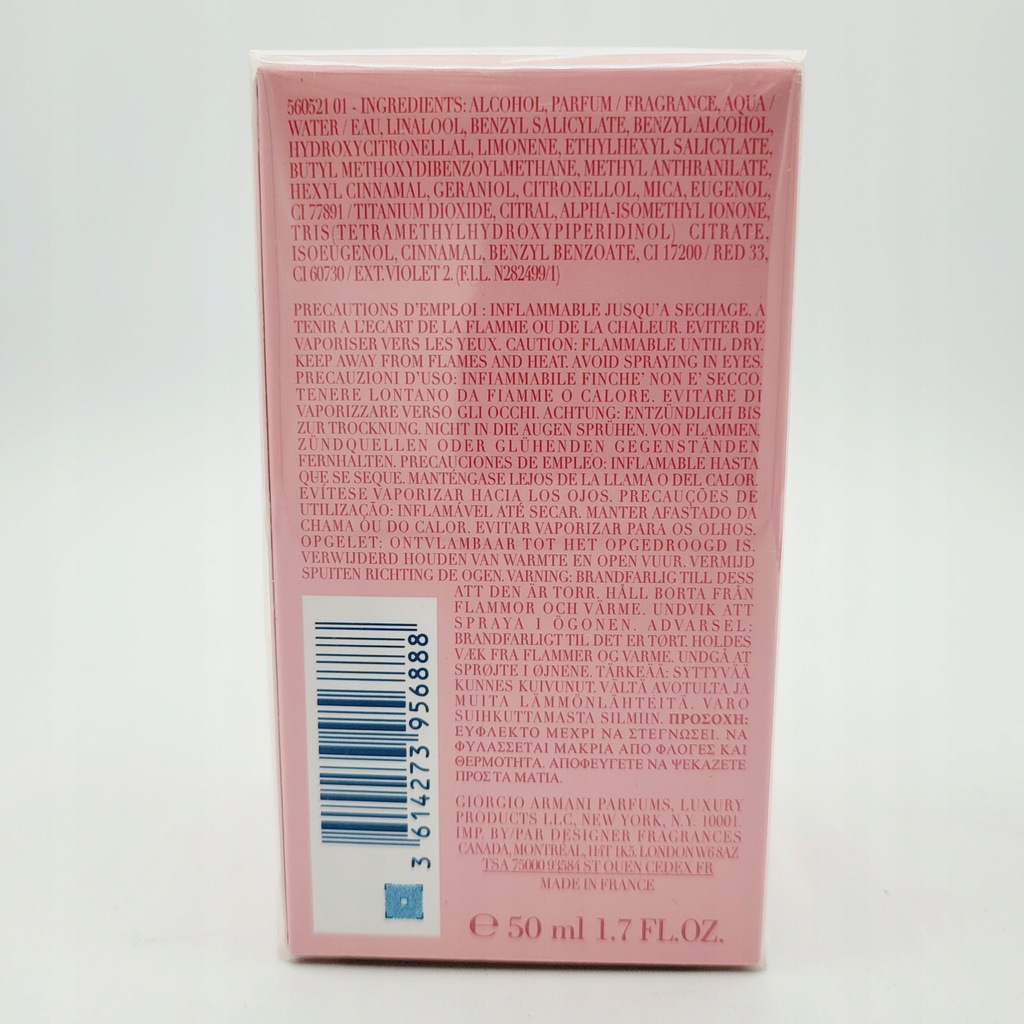 560521 01 - INGREDIENTS: ALCOHOL, PARFUM / FRAGRANCE, AQUA /
WATER / EAU, LINALOOL, BENZYL SALICYLATE, BENZYL ALCOHOL,
HYDROXYCITRONELLAL, LIMONENE, ETHYLHEXYL SALICYLATE,
BUTYL METHOXYDIBENZOYLMETHANE, METHYL ANTHRANILATE,
HEXYL CINNAMAL, GERANIOL, CITRONELLOL, MICA, EUGENOL,
CI 77891 / TITANIUM DIOXIDE, CITRAL, ALPHA-ISOMETHYL IONONE,
TRIS(TETRAMETHYLHYDROXYPIPERIDINOL) CITRATE,
ISOEUGENOL, CINNAMAL, BENZYL BENZOATE, CI 17200 / RED 33,
CI 60730 / EXT. VIOLET 2. (F.I.L. N282499/1)
PRECAUTIONS D'EMPLOI : INFLAMMABLE JUSQU'A SECHAGE. A
TENIR A L'ECART DE LA FLAMME OU DE LA CHALEUR. EVITER DE
VAPORISER VERS LES YEUX. CAUTION: FLAMMABLE UNTIL DRY.
KEEP AWAY FROM FLAMES AND HEAT. AVOID SPRAYING IN EYES.
PRECAUZIONI D'USO: INFIAMMABILE FINCHE' NON E' SECCO.
TENERE LONTANO DA FIAMME O CALORE. EVITARE DI
VAPORIZZARE VERSO GLI OCCHI. ACHTUNG: ENTZÜNDLICH BIS
ZUR TROCKNUNG. NICHT IN DIE AUGEN SPRÜHEN. VON FLAMMEN,
ZÜNDQUELLEN ODER GLÜHENDEN GEGENSTÄNDEN
FERNHALTEN. PRECAUCIONES DE EMPLEO: INFLAMABLE HASTA
QUE SE SEQUE. MANTÉNGASE LEJOS DE LA LLAMA O DEL CALOR.
EVÍTESE VAPORIZAR HACIA LOS OJOS. PRECAUÇÕES DE
UTILIZAÇÃO: INFLAMÁVEL ATÉ SECAR. MANTER AFASTADO DA
CHAMA OU DO CALOR. EVITAR VAPORIZAR PARA OS OLHOS.
OPGELET: ONTVLAMBAAR TOT HET OPGEDROOGD IS.
VERWIJDERD HOUDEN VAN WARMTE EN OPEN VUUR. VERMIJD
SPUITEN RICHTING DE OGEN. VARNING: BRANDFARLIG TILL DESS
ATT DEN ÄR TORR. HÅLL BORTA FRÅN
FLAMMOR OCH VÄRME. UNDVIK ATT
SPRAYA I ÖGONEN. ADVARSEL:
BRANDFARLIGT TIL DET ER TØRT. HOLDES
VÆK FRA FLAMMER OG VARME. UNDGÅ AT
SPRØJTE I ØJNENE. TÄRKEÄÄ: SYTTYVÄÄ
KUNNES KUIVUNUT. VÄLTÄ AVOTULTA JA
MUITA LÄMMÖNLÄHTEITÄ. VARO
SUIHKUTTAMASTA SILMIIN. ΠΡΟΣΟΧΗ:
ΕΥΦΛΕΚΤΟ ΜΕΧΡΙ ΝΑ ΣΤΕΓΝΩΣΕΙ. ΝΑ
ΦΥΛΑΣΣΕΤΑΙ ΜΑΚΡΙΑ ΑΠΟ ΦΛΟΓΕΣ ΚΑΙ
ΘΕΡΜΟΤΗΤΑ. ΑΠΟΦΕΥΓΕΤΕ ΝΑ ΨΕΚΑΖΕΤΕ
ΠΡΟΣ ΤΑ ΜΑΤΙΑ.
GIORGIO ARMANI PARFUMS, LUXURY
PRODUCTS LLC, NEW YORK, N.Y. 10001.
IMP. BY/PAR DESIGNER FRAGRANCES
CANADA, MONTRÉAL, H4T 1K5. LONDON W6 8AZ
TSA 75000 93584 ST OUEN CEDEX FR
MADE IN FRANCE
℮ 50 ml 1.7 FL.OZ.
3 614273 956888